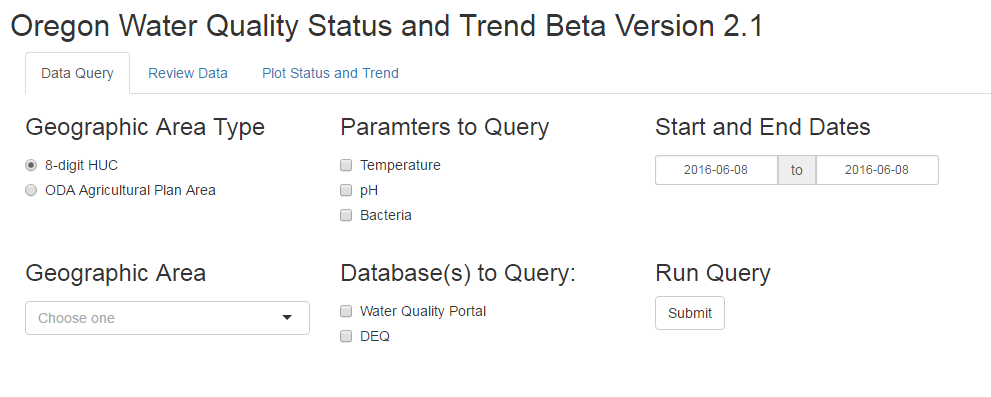 Oregon Water Quality Status and Trend Beta Version 2.1
Data Query Review Data Plot Status and Trend
Geographic Area Type
8-digit HUC
ODA Agricultural Plan Area
Paramters to Query
Temperature
pH
Bacteria
Start and End Dates
2016-06-08 to 2016-06-08
Geographic Area
Choose one
Database(s) to Query:
Water Quality Portal
DEQ
Run Query
Submit